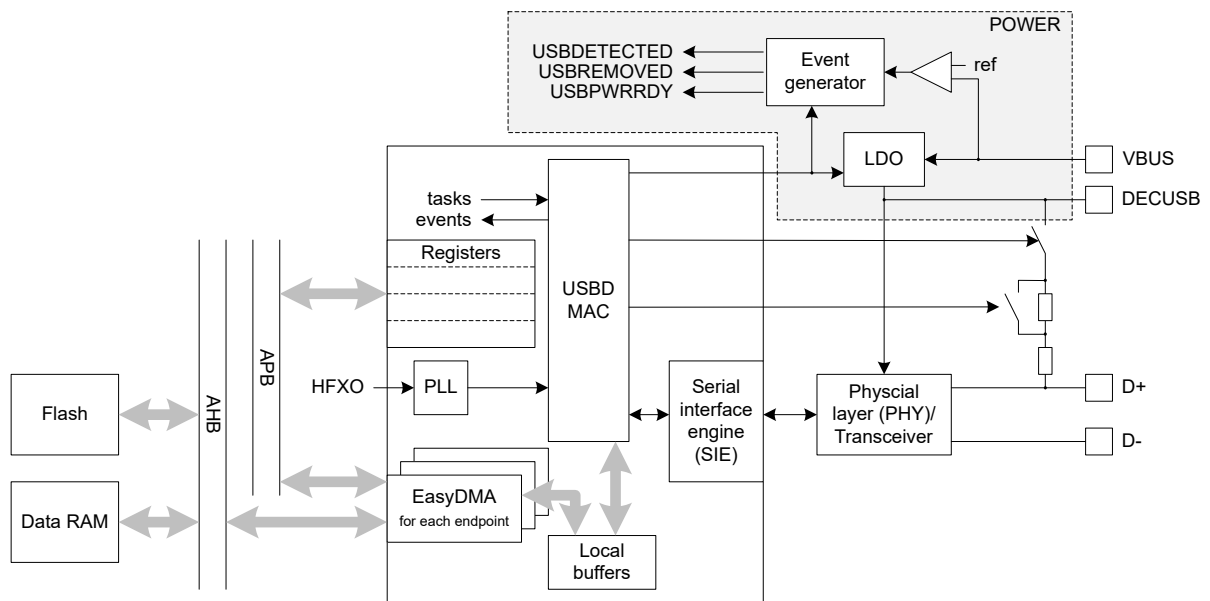 POWER
USBDETECTED
USBREMOVED
USBPWRRDY
Event
generator
ref
LDO
VBUS
DECUSB
tasks
events
Registers
USBD
MAC
APB
AHB
HFXO
PLL
Serial
interface
engine
(SIE)
Physcial
layer (PHY)/
Transceiver
D+
D-
Flash
Data RAM
EasyDMA
for each endpoint
Local
buffers